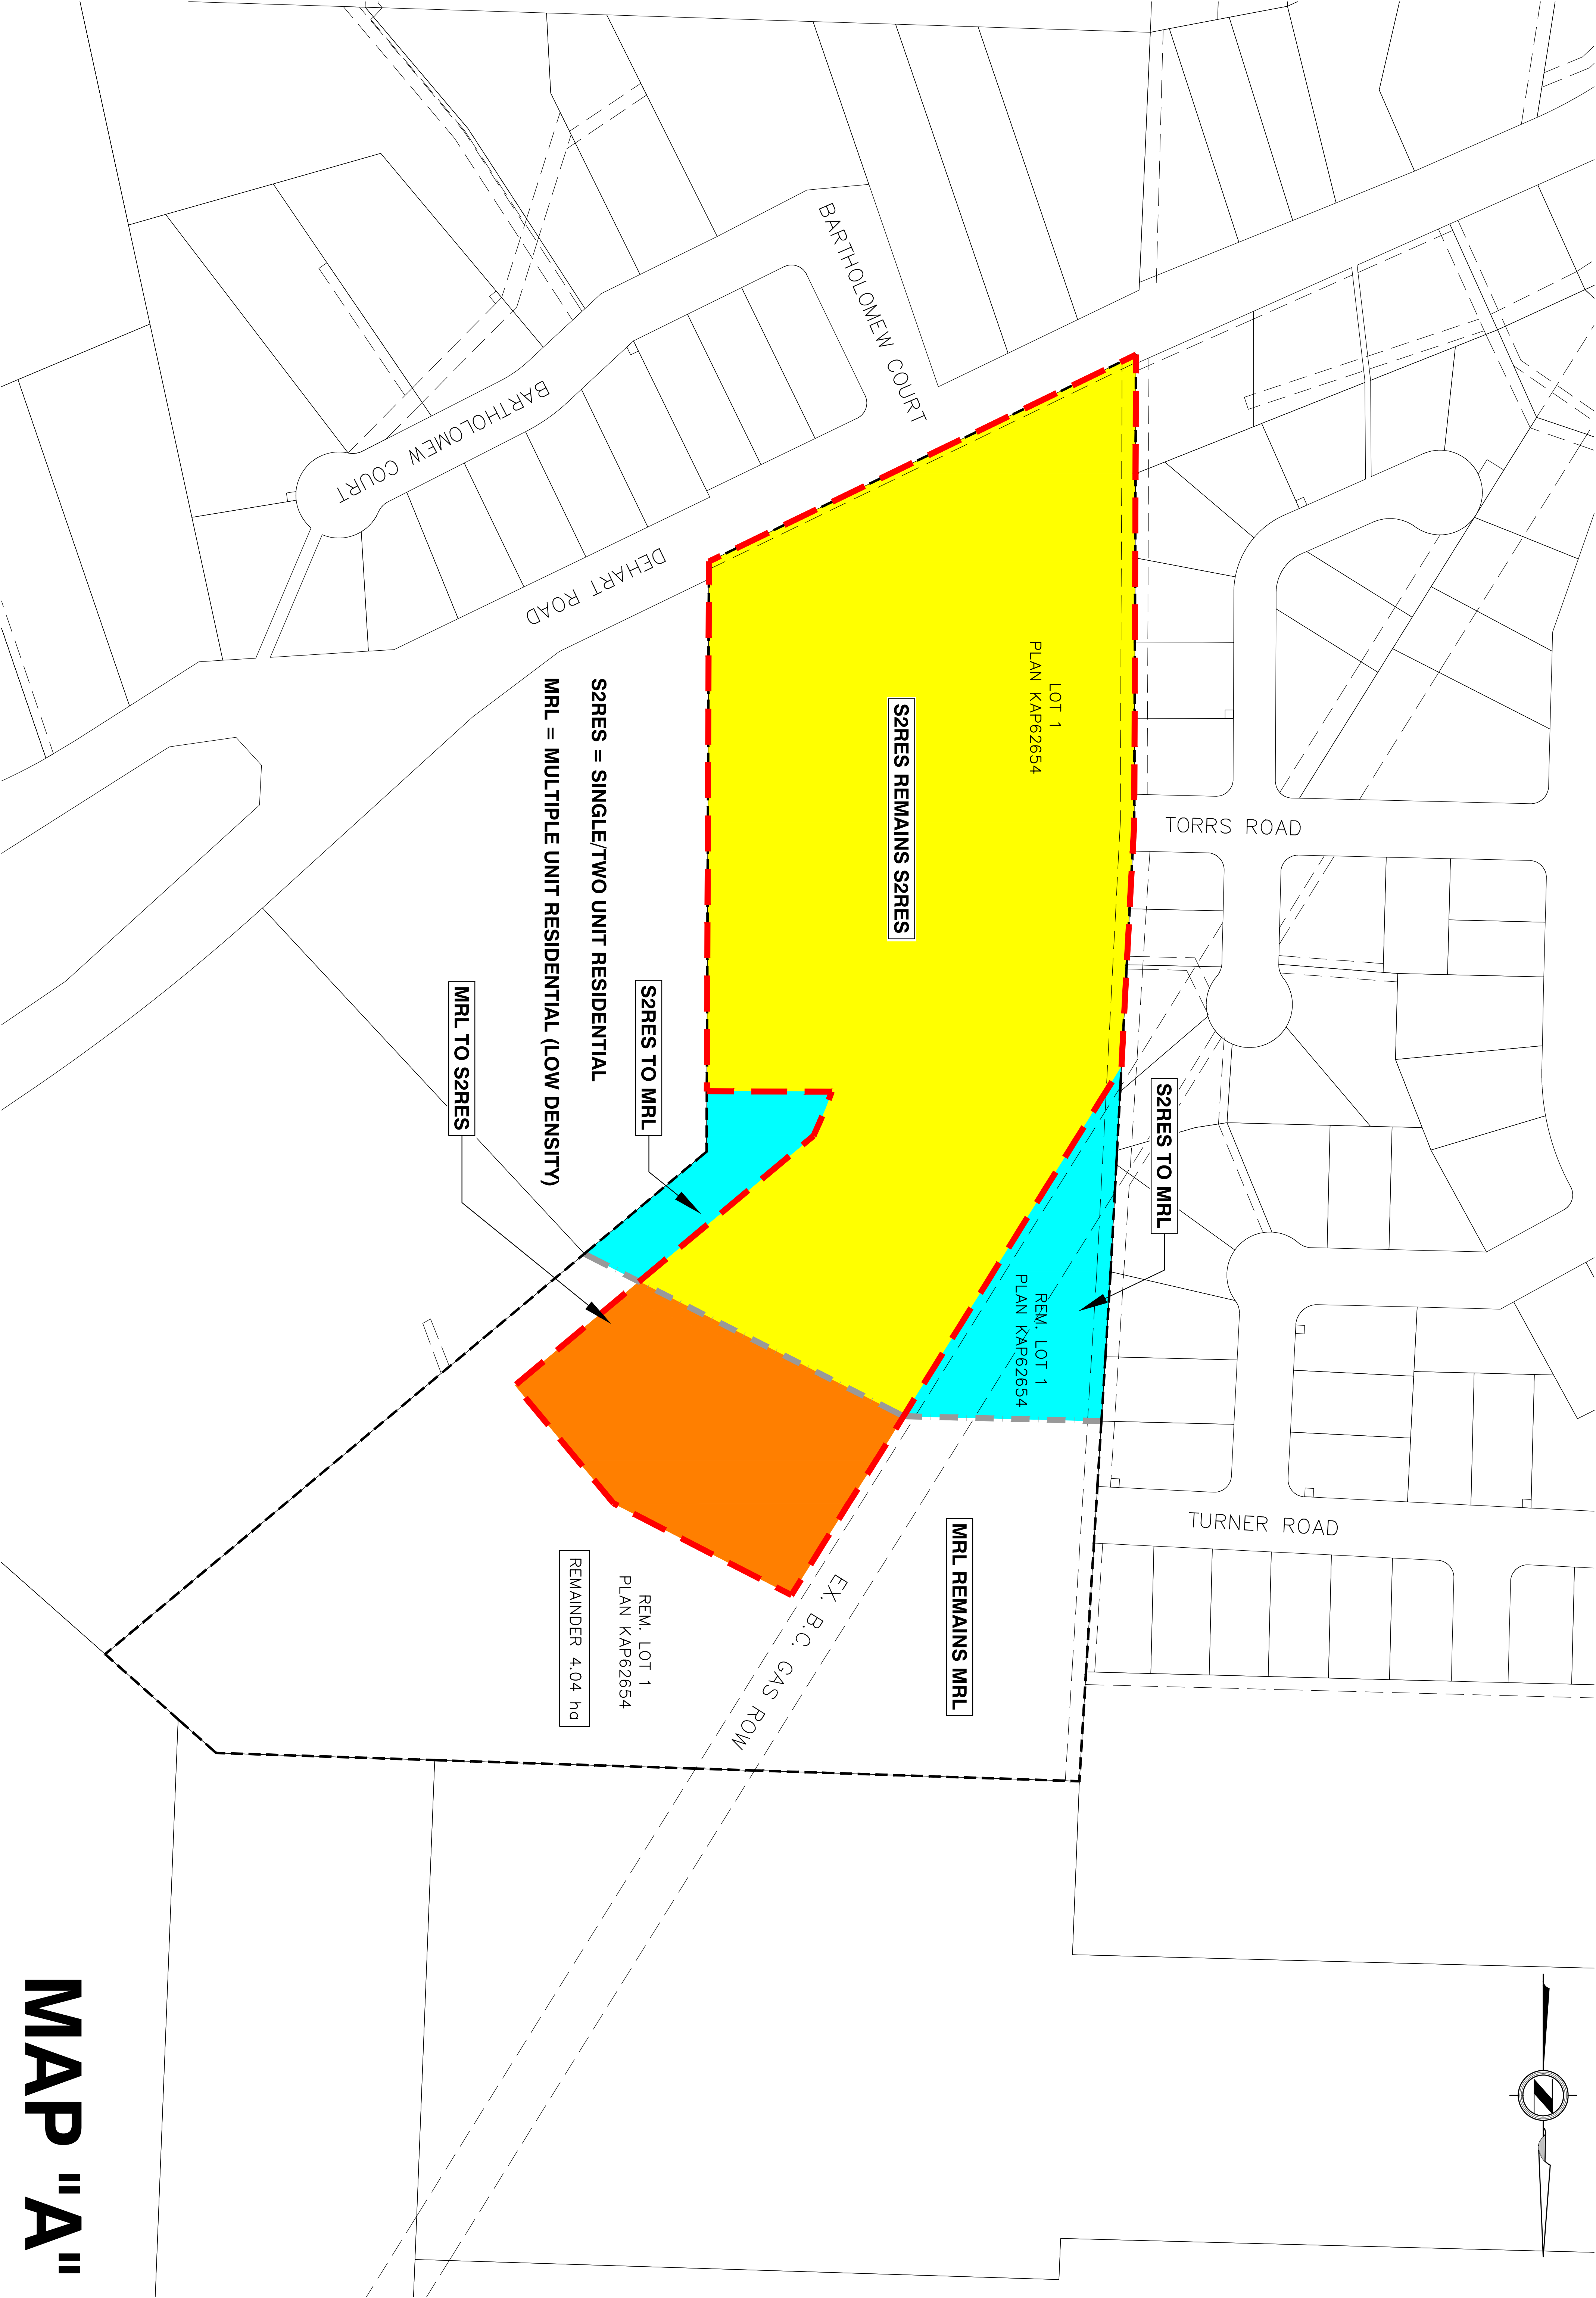 BARTHOLOMEW COURT
BARTHOLOMEW COURT
DEHART ROAD
TORRS ROAD
TURNER ROAD
LOT 1
PLAN KAP62654
S2RES REMAINS S2RES
S2RES = SINGLE/TWO UNIT RESIDENTIAL
MRL = MULTIPLE UNIT RESIDENTIAL (LOW DENSITY)
S2RES TO MRL
S2RES TO MRL
MRL TO S2RES
REM. LOT 1
PLAN KAP62654
MRL REMAINS MRL
EX. B.C. GAS ROW
REM. LOT 1
PLAN KAP62654
REMAINDER 4.04 ha
N
MAP "A"